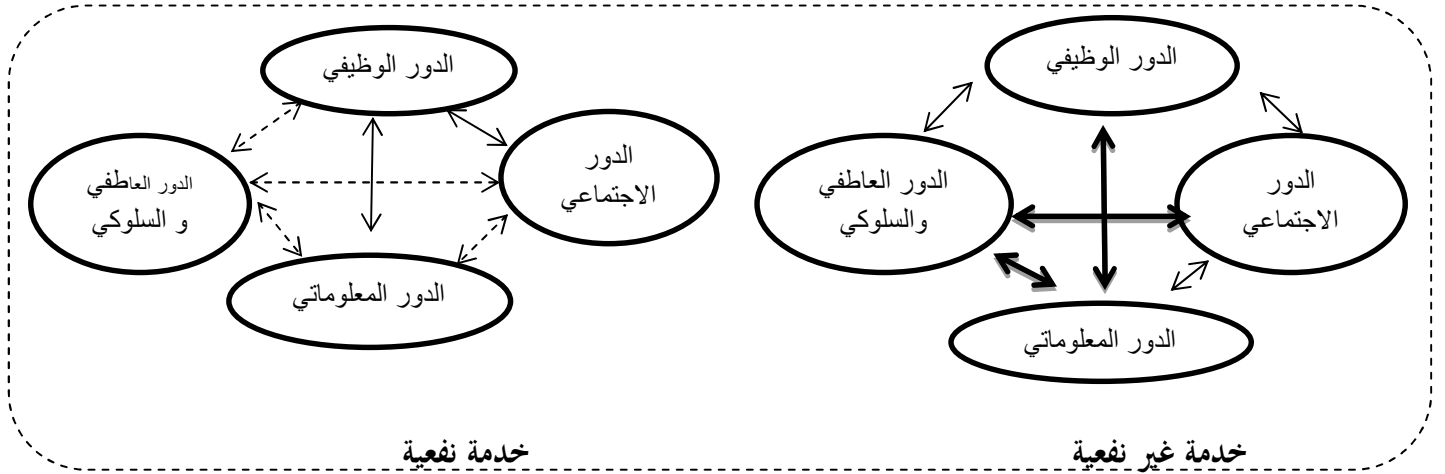 الدور الوظيفي
الدور
الاجتماعي
الدور العاطفي
والسلوكي
الدور المعلوماتي
خدمة غير نفعية
الدور الوظيفي
الدور
الاجتماعي
الدور العاطفي
و السلوكي
الدور المعلوماتي
خدمة نفعية